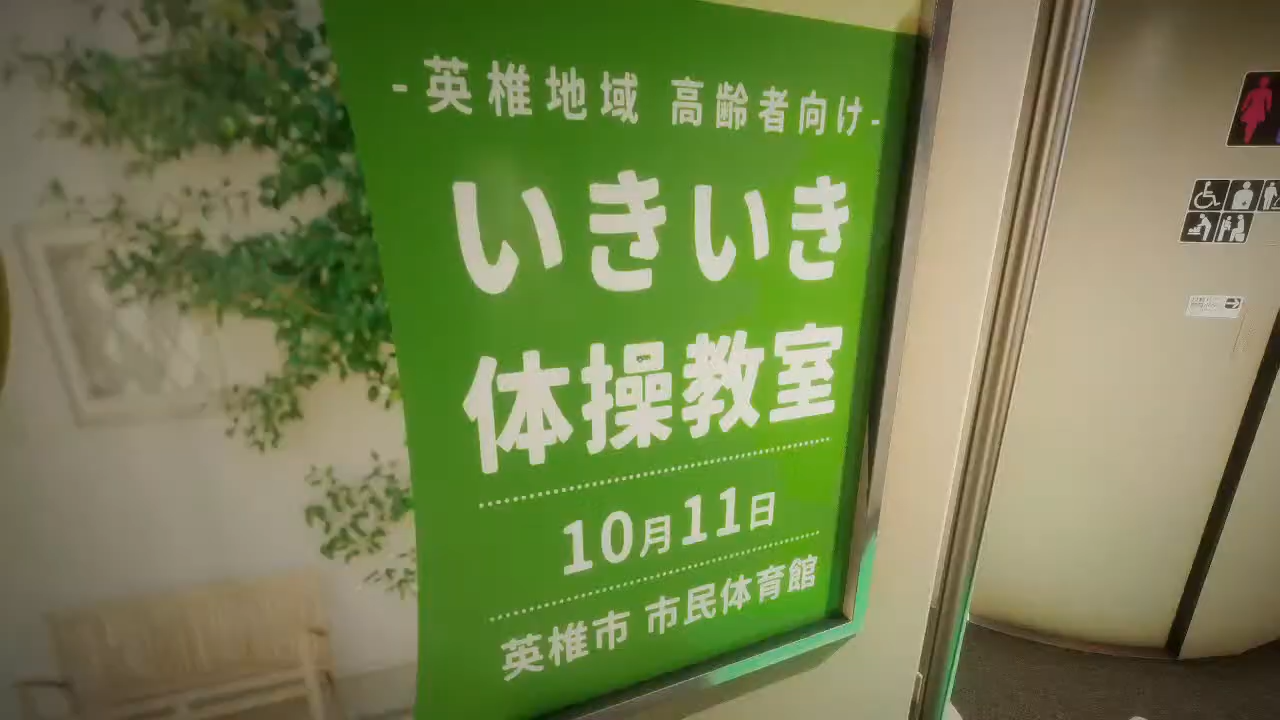 -英椎地域 高齢者向け-
いきいき
体操教室
10月11日
英椎市 市民体育館